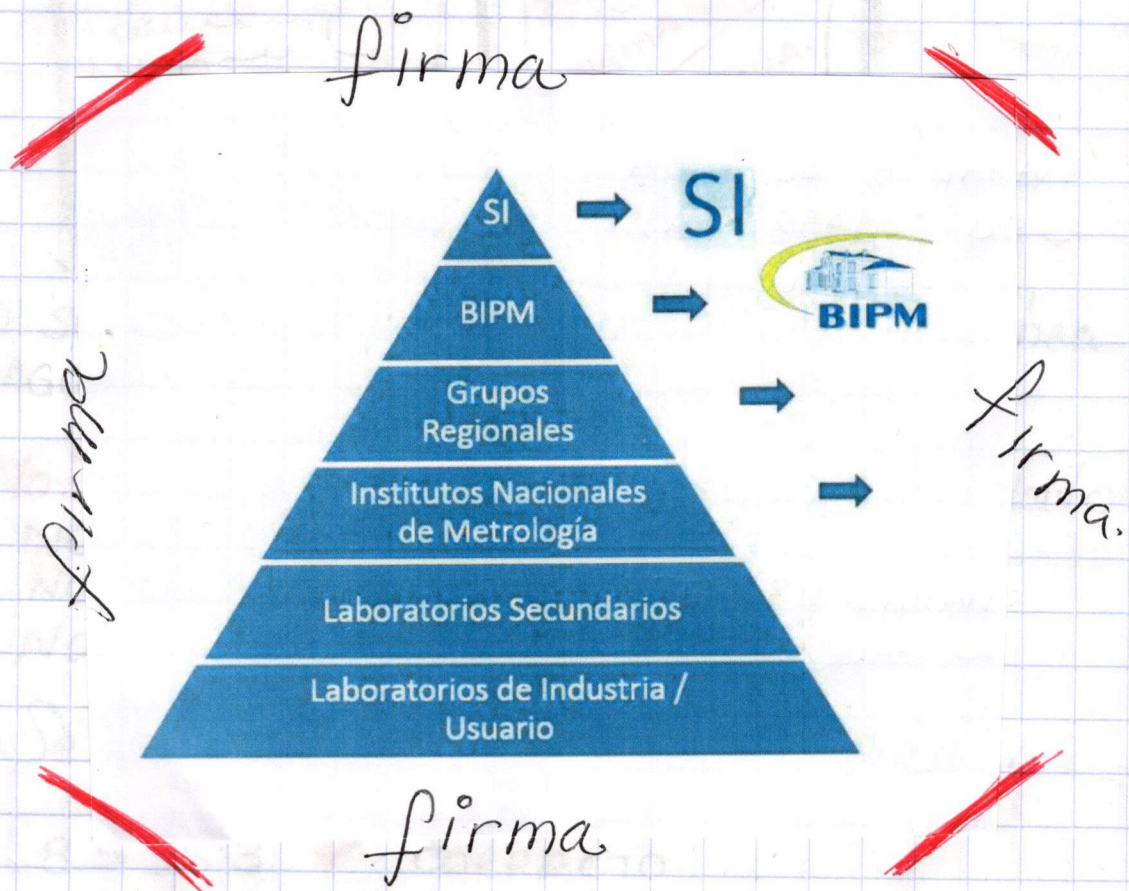 firma
SI
SI
BIPM
BIPM
Grupos
Regionales
firma
firma.
Institutos Nacionales
de Metrología
Laboratorios Secundarios
Laboratorios de Industria /
Usuario
firma